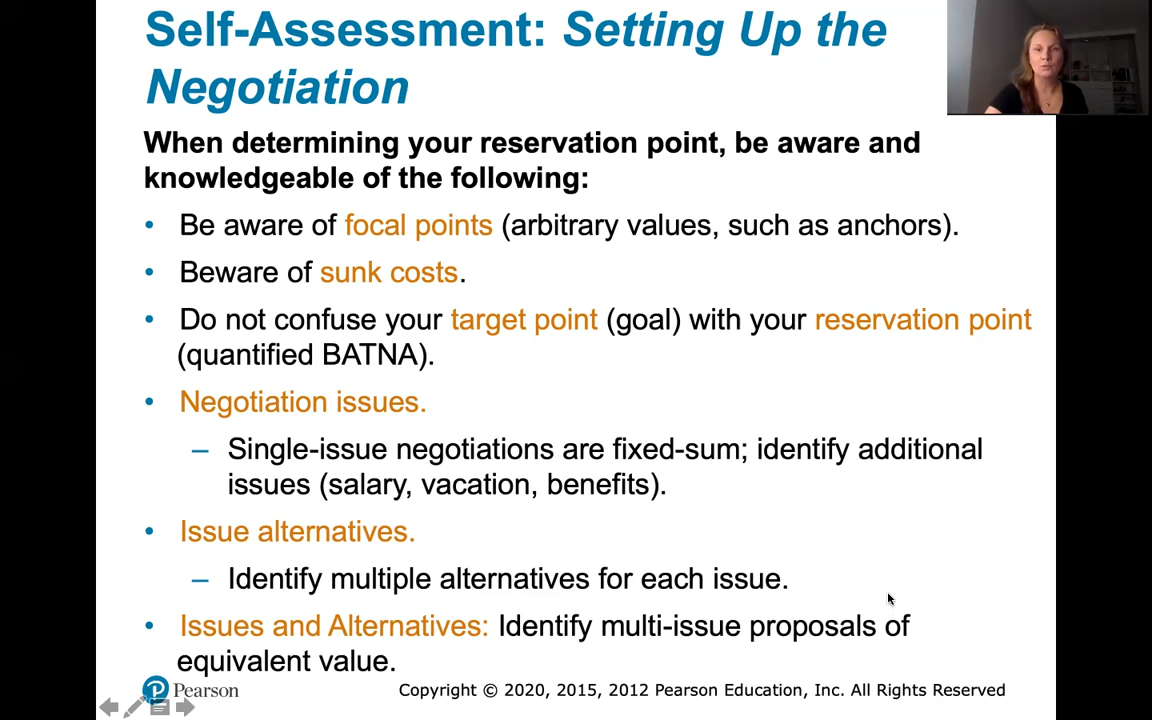 Self-Assessment: Setting Up the
Negotiation
When determining your reservation point, be aware and
knowledgeable of the following:
• Be aware of focal points (arbitrary values, such as anchors).
• Beware of sunk costs.
• Do not confuse your target point (goal) with your reservation point
(quantified BATNA).
• Negotiation issues.
– Single-issue negotiations are fixed-sum; identify additional
issues (salary, vacation, benefits).
• Issue alternatives.
– Identify multiple alternatives for each issue.
• Issues and Alternatives: Identify multi-issue proposals of
equivalent value.
P Pearson
Copyright © 2020, 2015, 2012 Pearson Education, Inc. All Rights Reserved